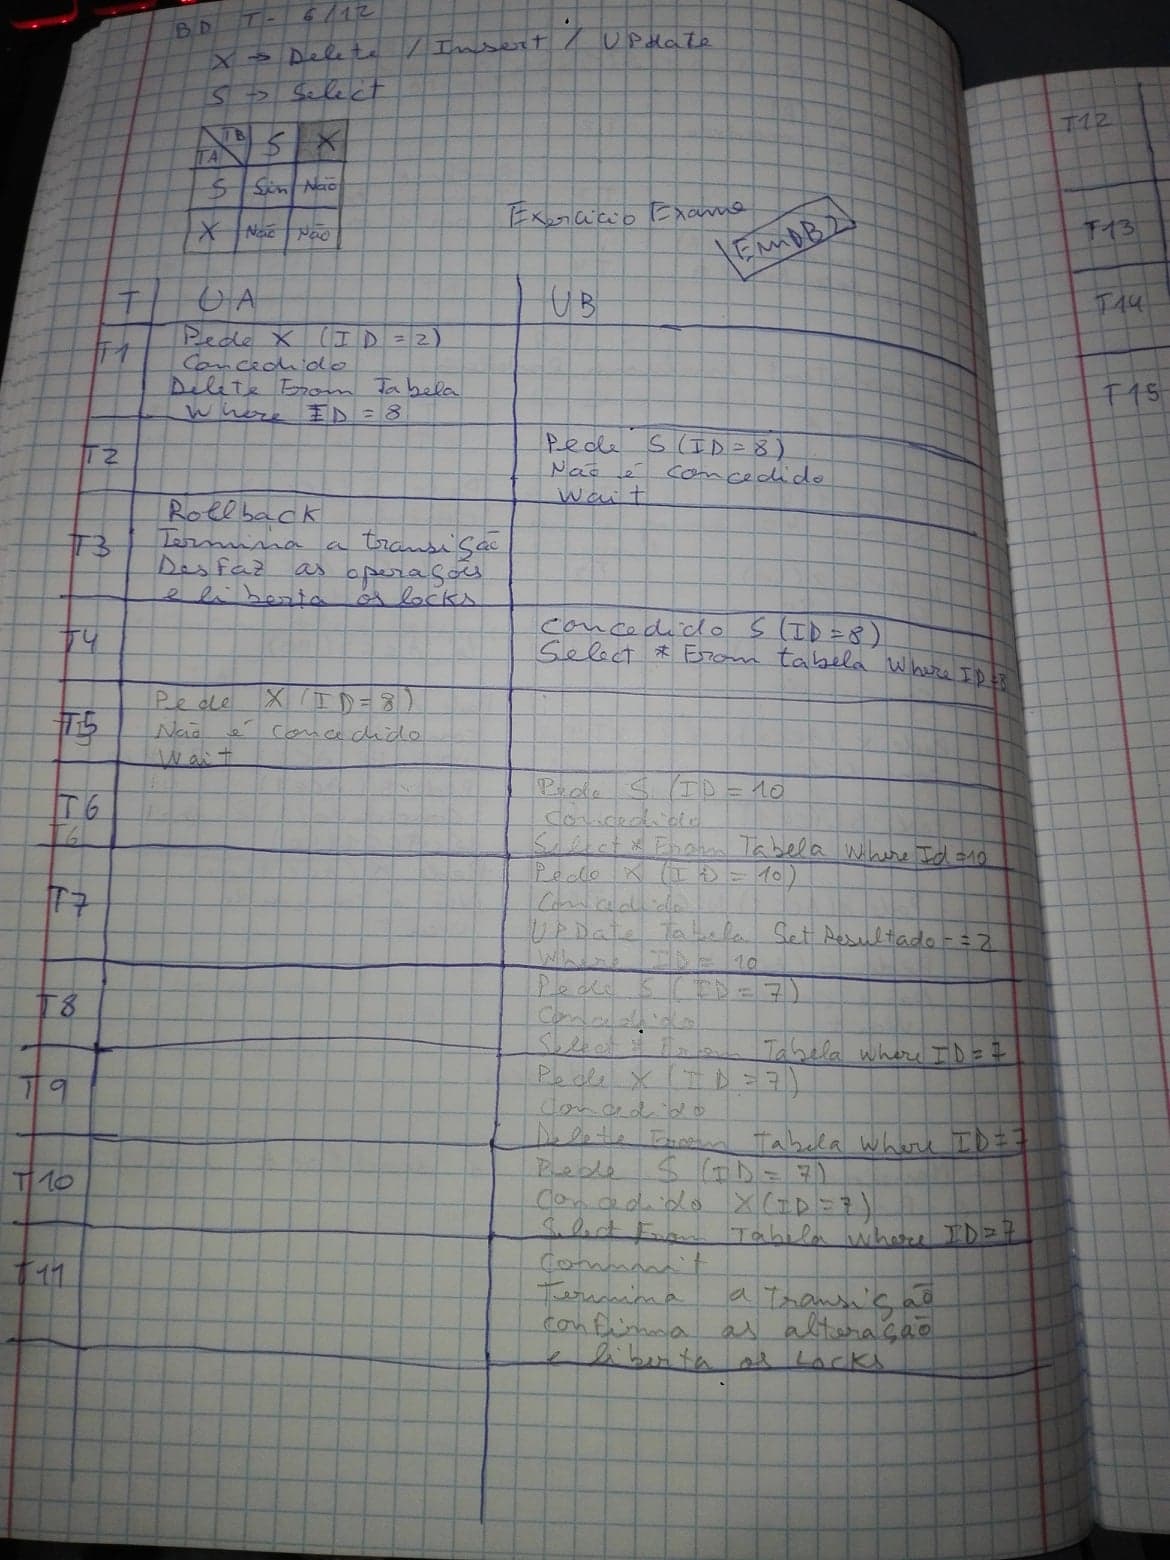 BD T- 6/12
X → Delete / Insert / UPdate
S → Select
TB S X
TA
S Sim Não
X Não Não
Exercicio Exame
Em DB2
T UA UB
T1 Pede X (ID=2)
Concedido
Delete From Tabela
Where ID = 8
T2 Pede S (ID=8)
Não é concedido
Wait
T3 Rollback
Termina a transição
Desfaz as operações
e liberta os locks
T4 Concedido S (ID=8)
Select * From tabela Where ID=8
T5 Pede X (ID=8)
Não é concedido
Wait
T6 Pede S (ID=10
Concedido
T6 Select * From Tabela Where Id=10
T7 Pede X (ID=10)
Concedido
UPDate Tabela Set Resultado -=2
Where ID = 10
T8 Pede S (ID=7)
Concedido
Select * From Tabela where ID=7
T9 Pede X (ID=7)
Concedido
Delete From Tabela where ID=7
T10 Pede S (ID=7)
Concedido X(ID=7)
Select From Tabela where ID=7
T11 Commit
Termina a transição
confirma as alteração
e liberta os locks
T12
T13
T14
T15